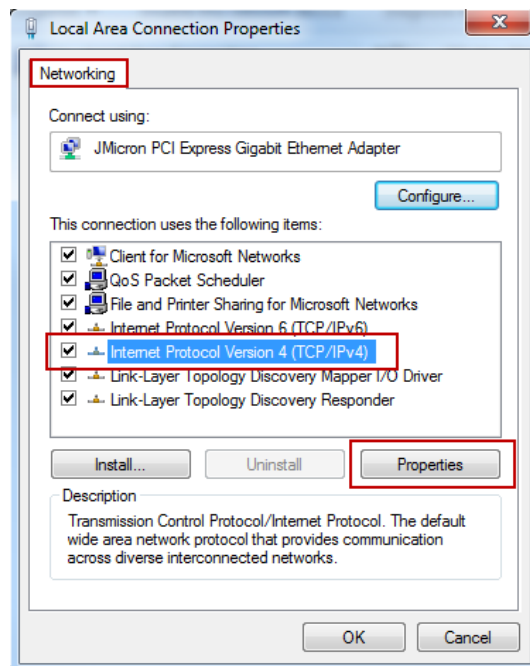 Local Area Connection Properties
Networking
Connect using:
JMicron PCI Express Gigabit Ethernet Adapter
Configure...
This connection uses the following items:
Client for Microsoft Networks
QoS Packet Scheduler
File and Printer Sharing for Microsoft Networks
Internet Protocol Version 6 (TCP/IPv6)
Internet Protocol Version 4 (TCP/IPv4)
Link-Layer Topology Discovery Mapper I/O Driver
Link-Layer Topology Discovery Responder
Install... Uninstall Properties
Description
Transmission Control Protocol/Internet Protocol. The default
wide area network protocol that provides communication
across diverse interconnected networks.
OK Cancel